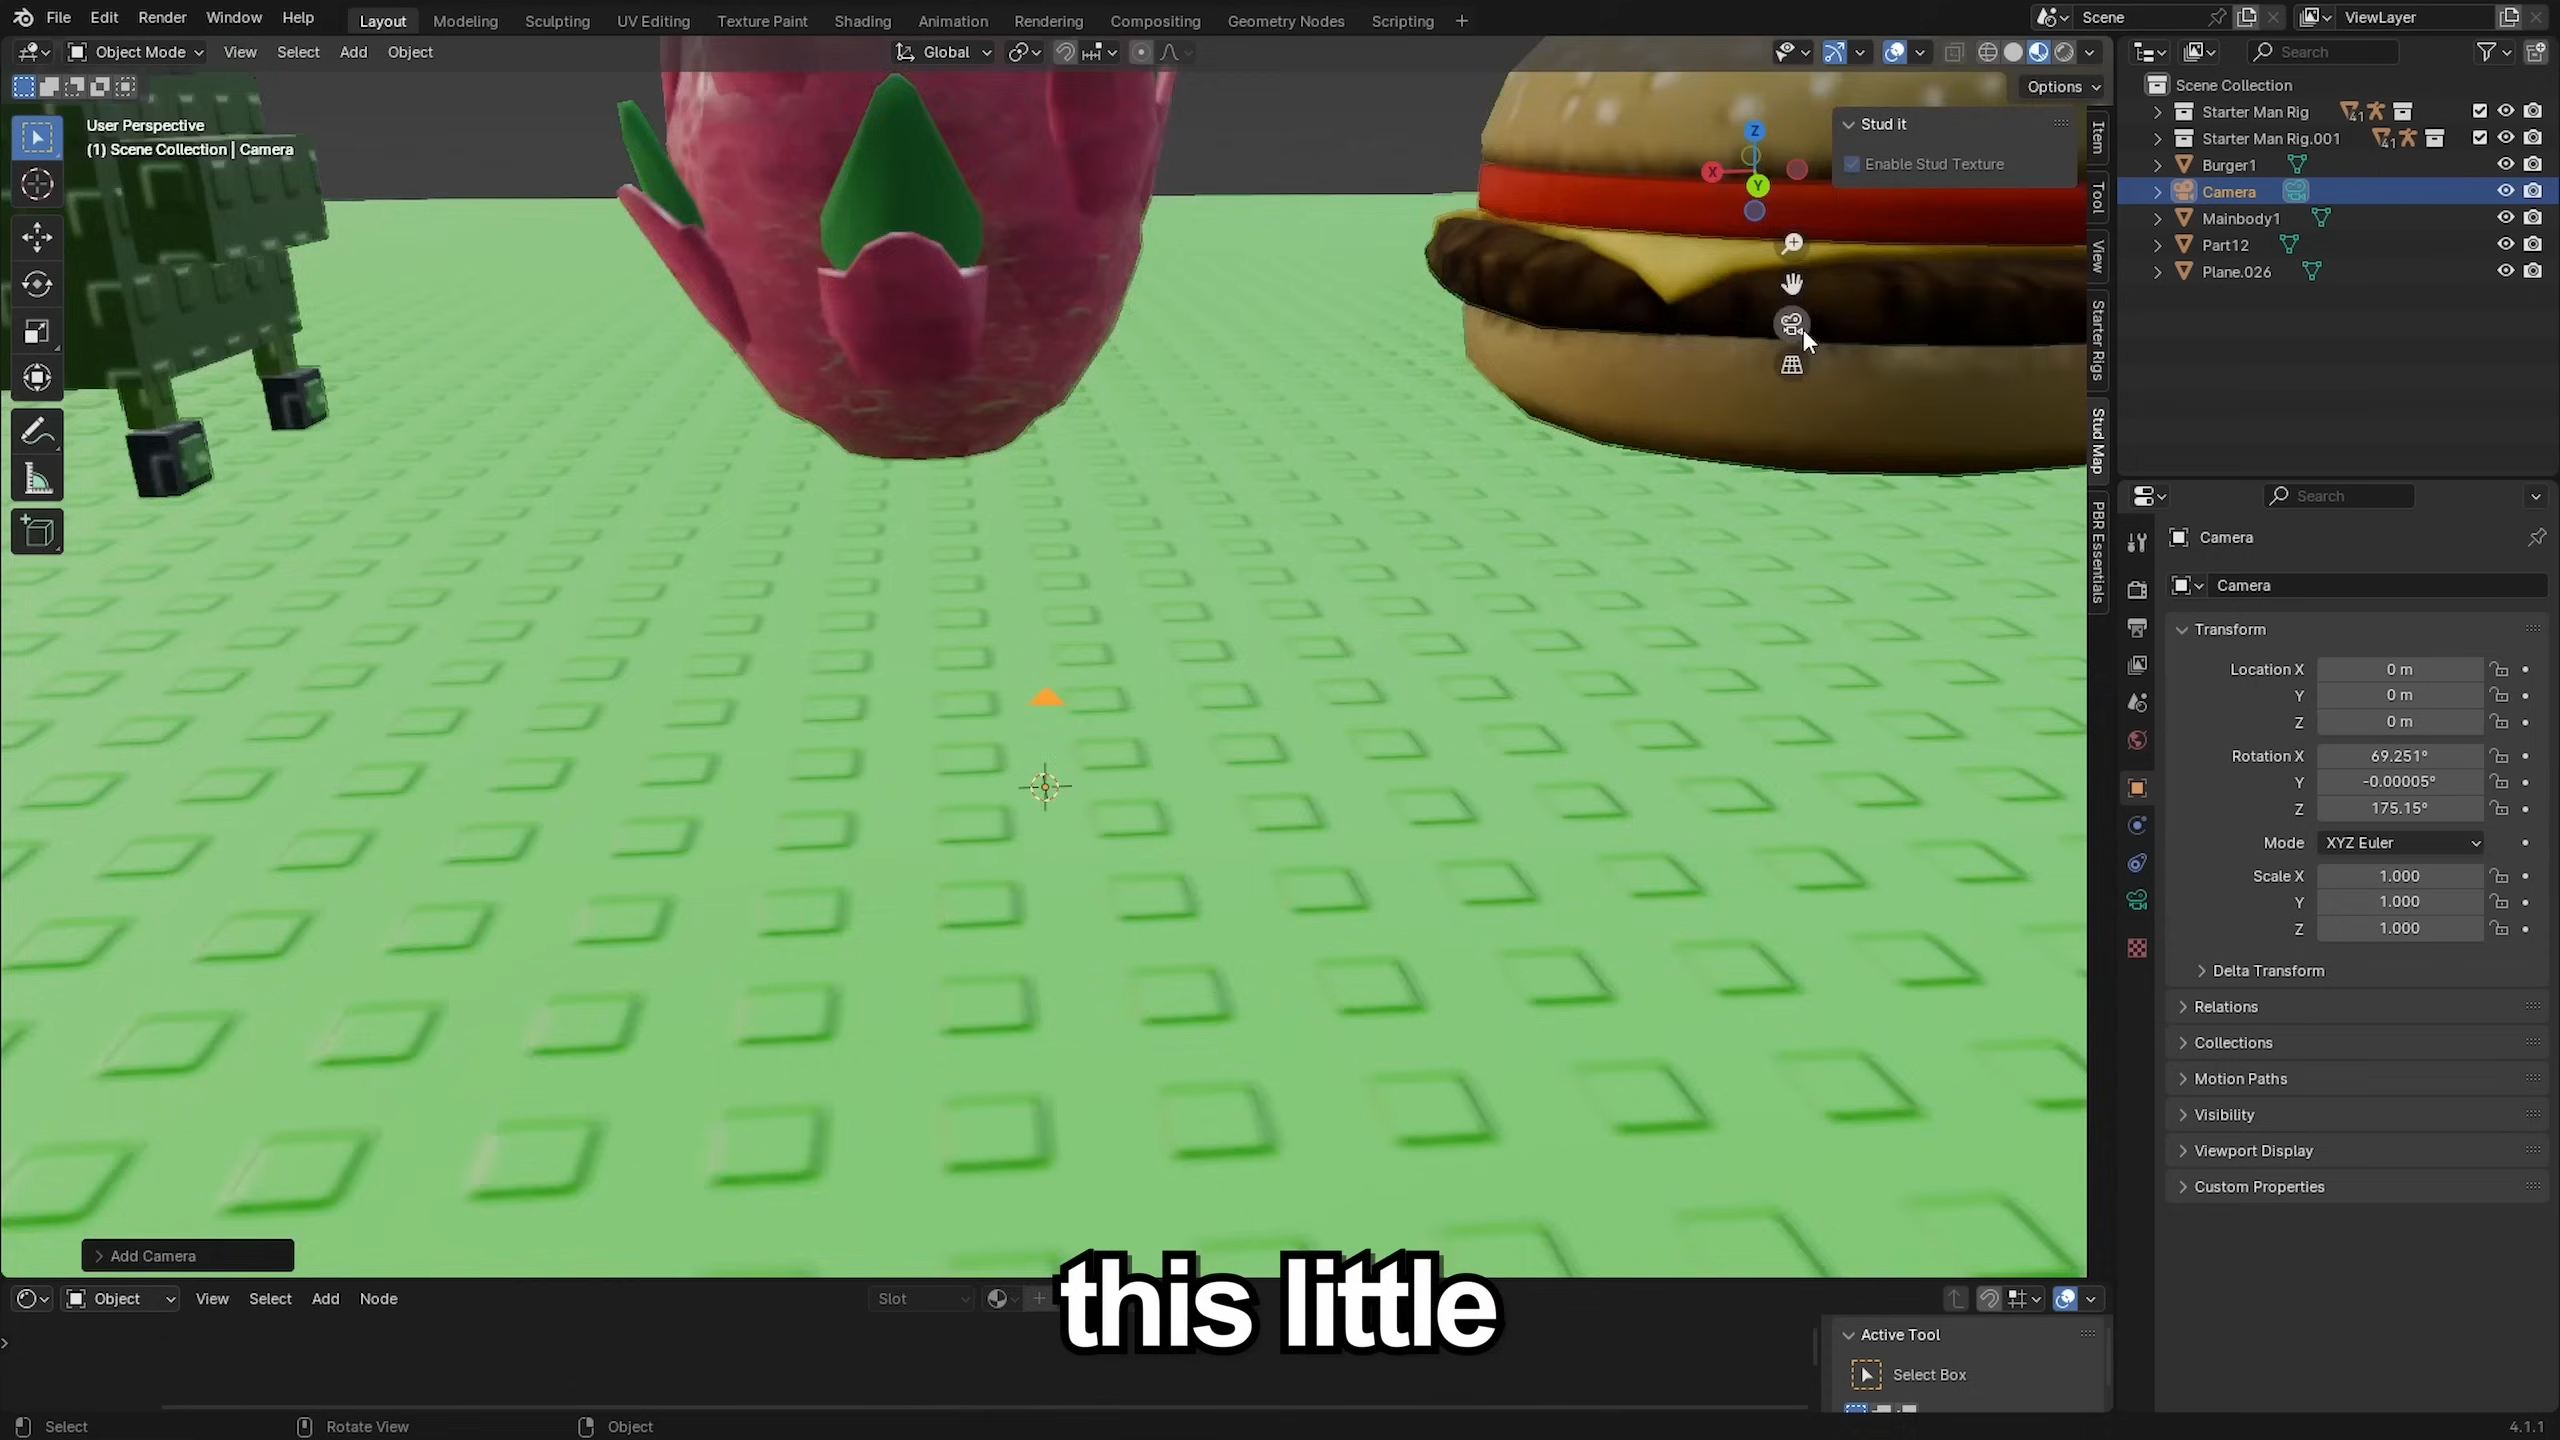 File Edit Render Window Help Layout Modeling Sculpting UV Editing Texture Paint Shading Animation Rendering Compositing Geometry Nodes Scripting + Scene ViewLayer
Object Mode View Select Add Object Global Search
Options
User Perspective
(1) Scene Collection | Camera
Stud it
Enable Stud Texture
Z
X
Y
Item
Tool
View
Starter Rigs
Stud Map
PBR Essentials
Scene Collection
Starter Man Rig 41
Starter Man Rig.001 41
Burger1
Camera
Mainbody1
Part12
Plane.026
Search
Camera
Camera
Transform
Location X 0 m
Y 0 m
Z 0 m
Rotation X 69.251°
Y -0.00005°
Z 175.15°
Mode XYZ Euler
Scale X 1.000
Y 1.000
Z 1.000
Delta Transform
Relations
Collections
Motion Paths
Visibility
Viewport Display
Custom Properties
Add Camera
Object View Select Add Node Slot
this little
Active Tool
Select Box
Select Rotate View Object 4.1.1